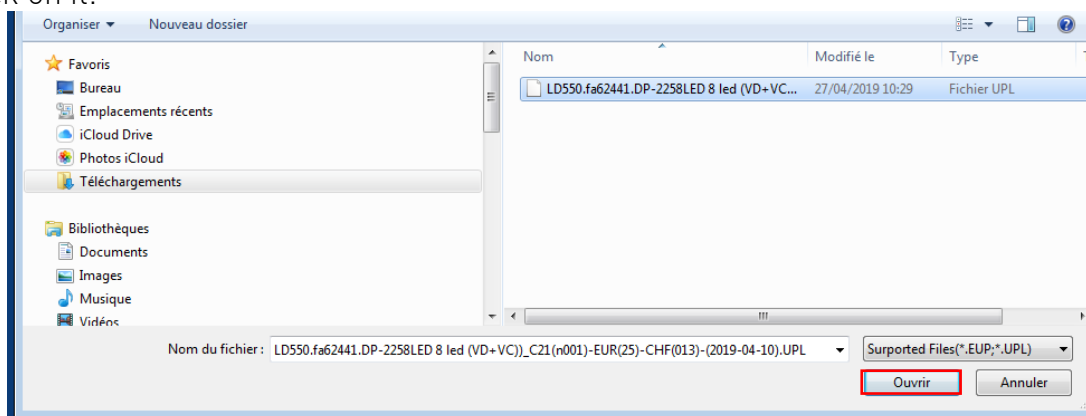 on it.
Organiser Nouveau dossier
Nom Modifié le Type
Favoris
Bureau
Emplacements récents
iCloud Drive
Photos iCloud
Téléchargements
LD550.fa62441.DP-2258LED 8 led (VD+VC... 27/04/2019 10:29 Fichier UPL
Bibliothèques
Documents
Images
Musique
Vidéos
Nom du fichier : LD550.fa62441.DP-2258LED 8 led (VD+VC))_C21(n001)-EUR(25)-CHF(013)-(2019-04-10).UPL Surported Files(*.EUP;*.UPL)
Ouvrir Annuler